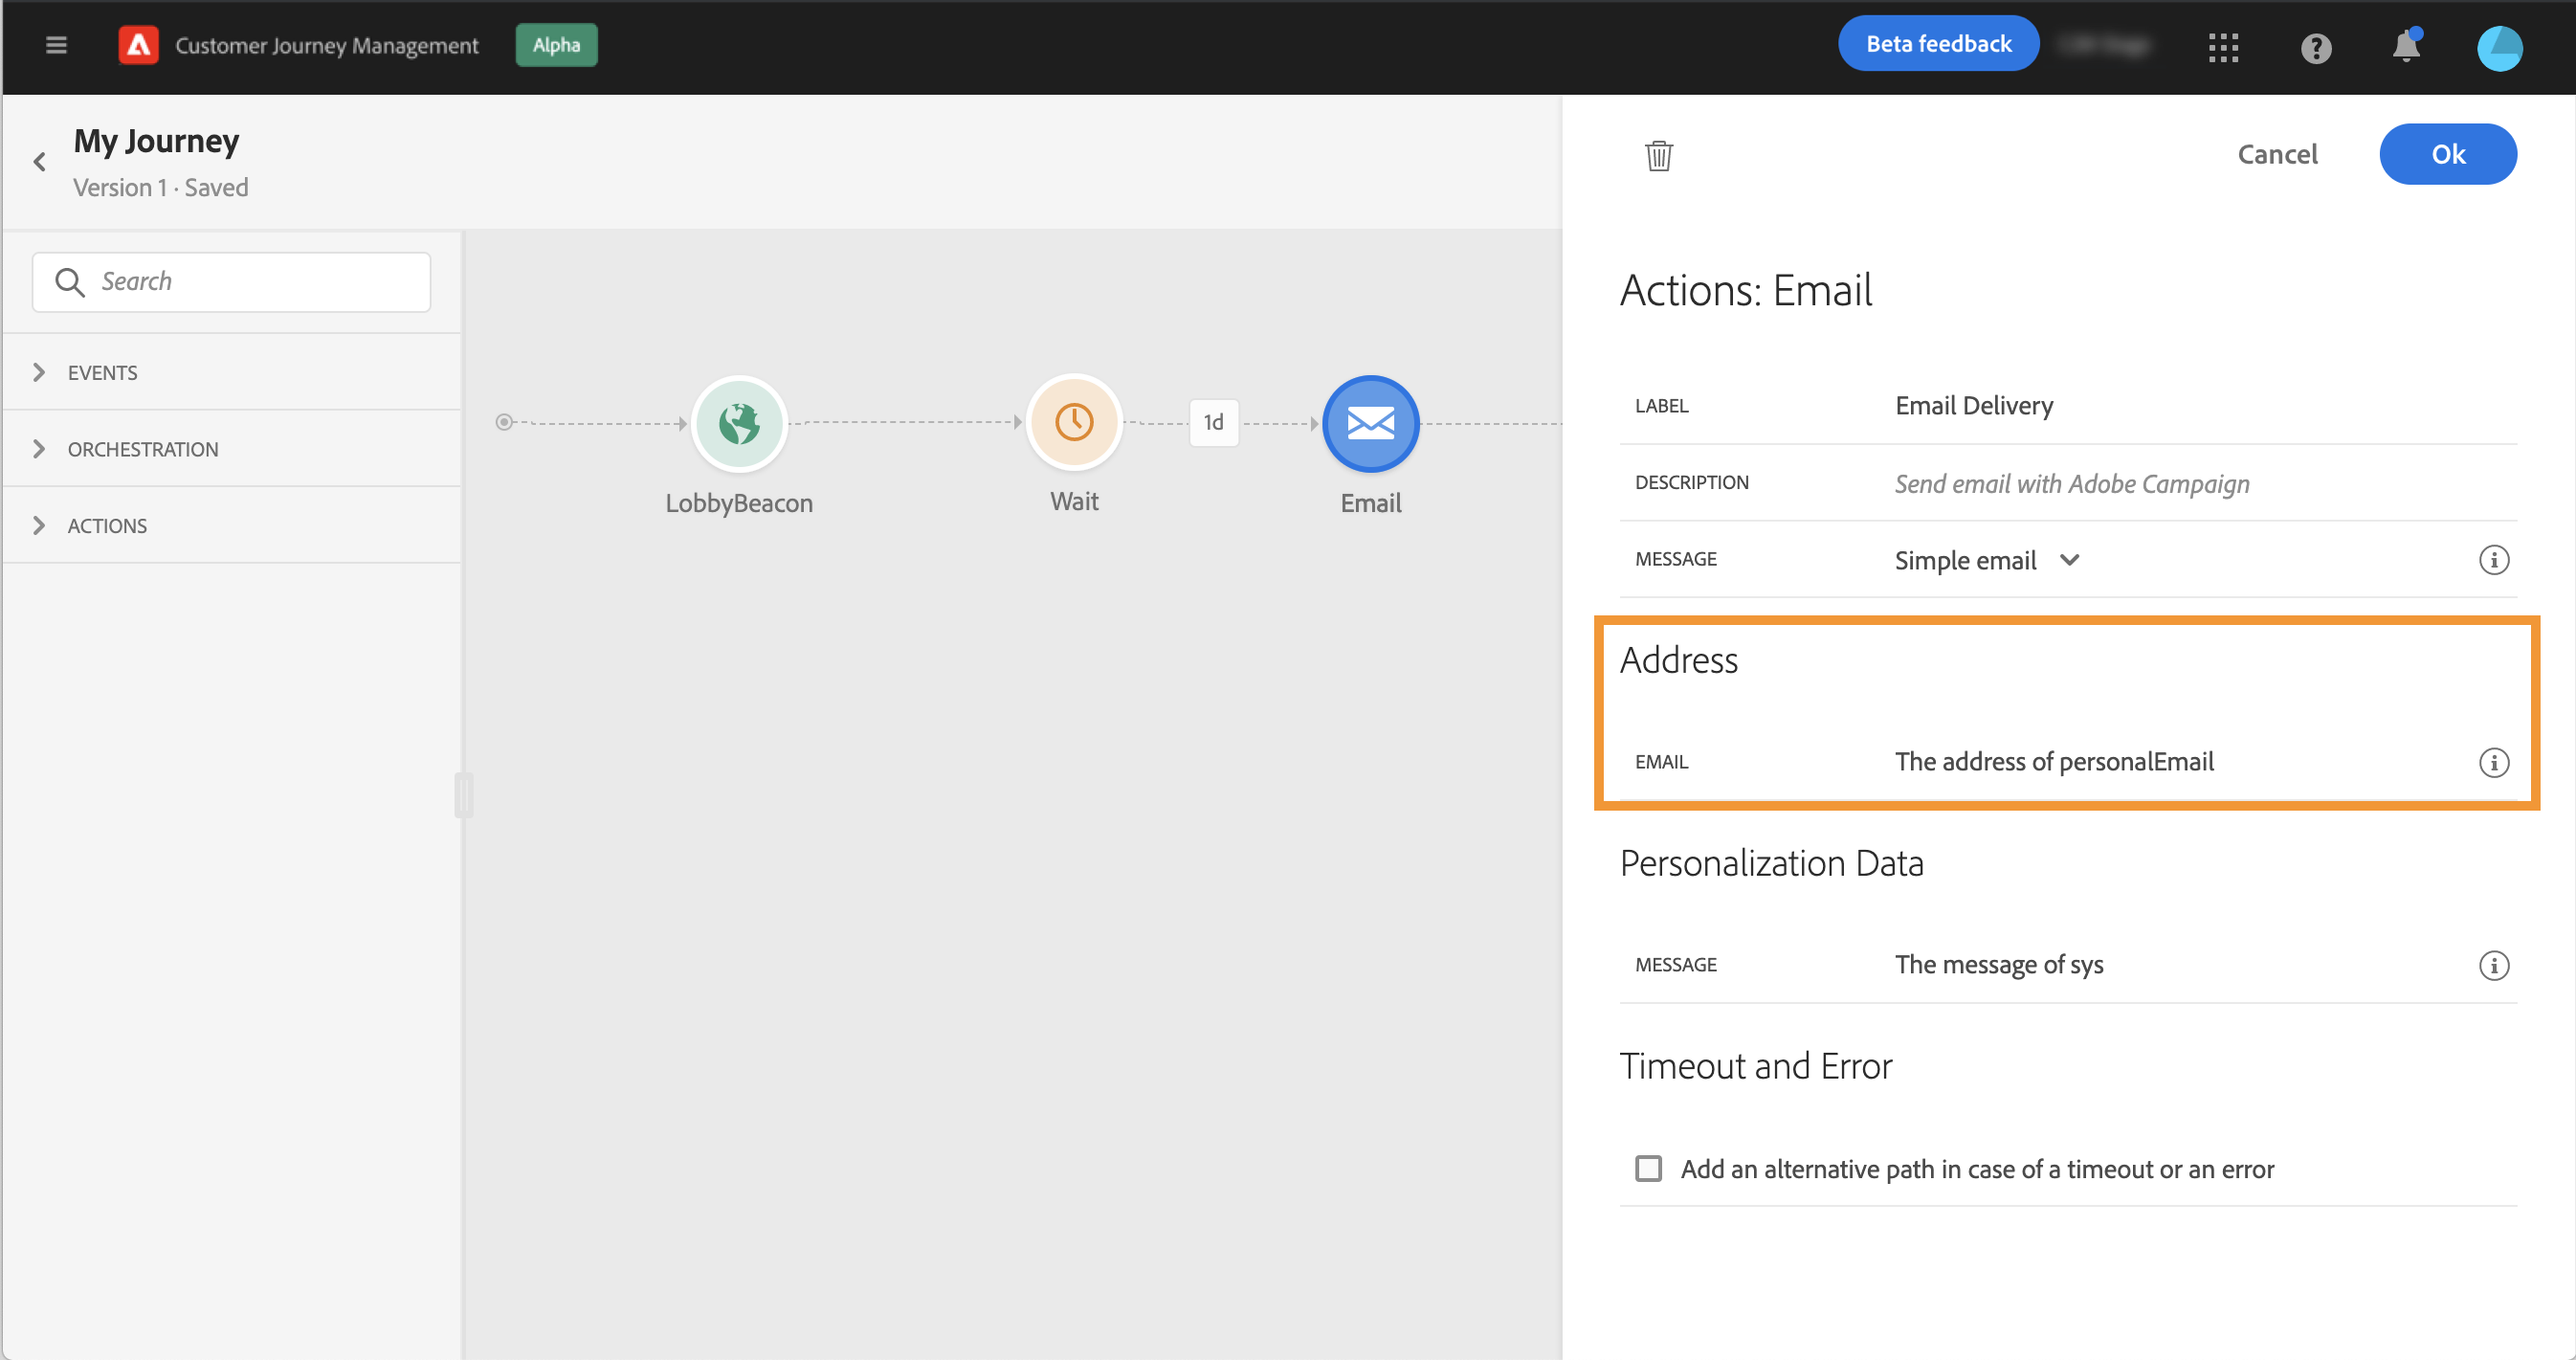 Customer Journey Management
Alpha
Beta feedback
My Journey
Version 1 · Saved
Cancel
Ok
Search
EVENTS
ORCHESTRATION
ACTIONS
LobbyBeacon
Wait
1d
Email
Actions: Email
LABEL Email Delivery
DESCRIPTION Send email with Adobe Campaign
MESSAGE Simple email
Address
EMAIL The address of personalEmail
Personalization Data
MESSAGE The message of sys
Timeout and Error
Add an alternative path in case of a timeout or an error